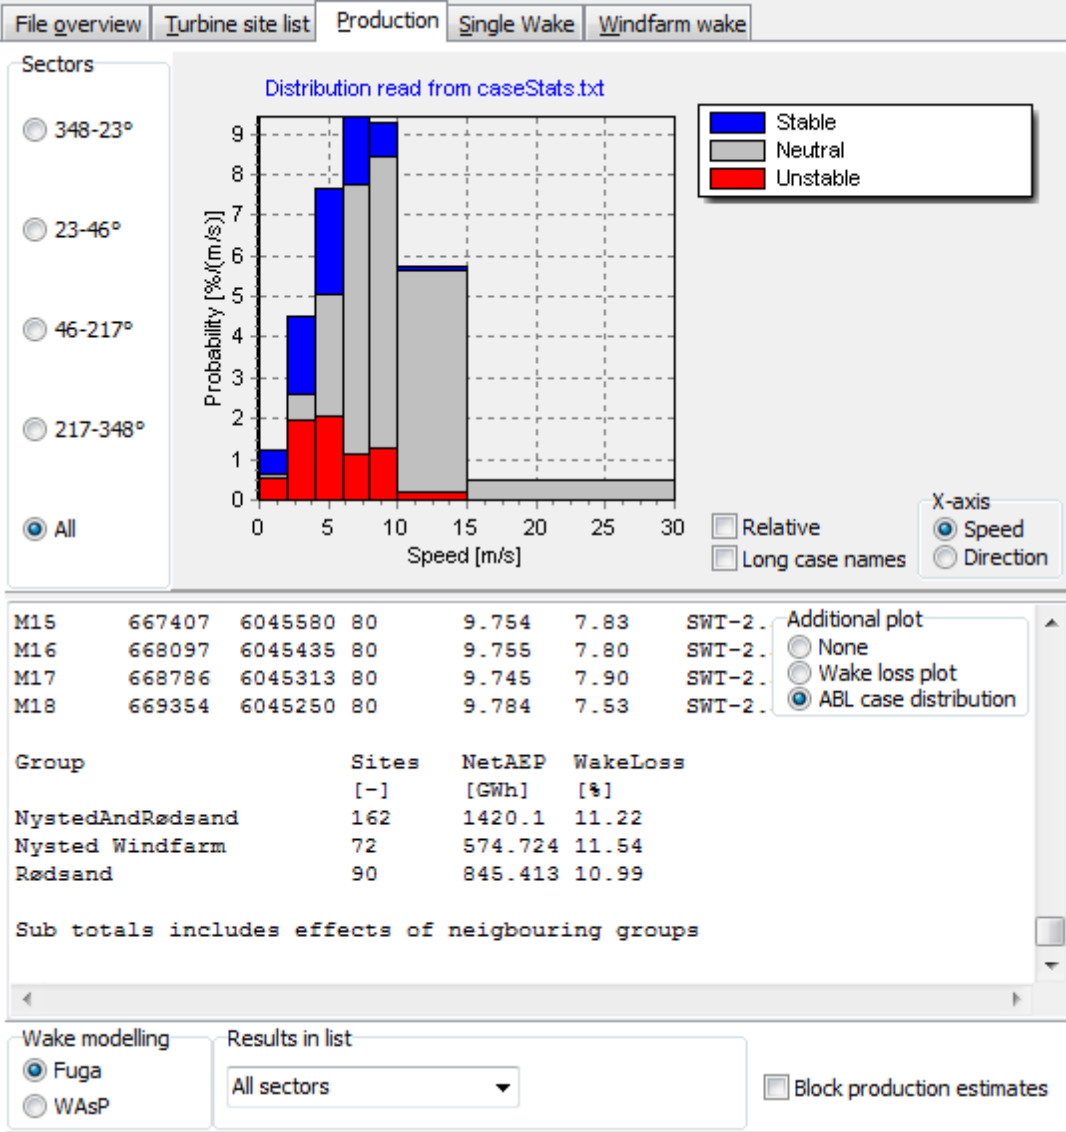 File overview Turbine site list Production Single Wake Windfarm wake
Sectors
348-23°
23-46°
46-217°
217-348°
All
Distribution read from caseStats.txt
Probability [%/(m/s)]
9
8
7
6
5
4
3
2
1
0
0 5 10 15 20 25 30
Speed [m/s]
Stable
Neutral
Unstable
Relative
Long case names
X-axis
Speed
Direction
M15 667407 6045580 80 9.754 7.83 SWT-2.
M16 668097 6045435 80 9.755 7.80 SWT-2.
M17 668786 6045313 80 9.745 7.90 SWT-2.
M18 669354 6045250 80 9.784 7.53 SWT-2.
Additional plot
None
Wake loss plot
ABL case distribution
Group Sites NetAEP WakeLoss
[-] [GWh] [%]
NystedAndRødsand 162 1420.1 11.22
Nysted Windfarm 72 574.724 11.54
Rødsand 90 845.413 10.99
Sub totals includes effects of neigbouring groups
Wake modelling
Fuga
WAsP
Results in list
All sectors
Block production estimates